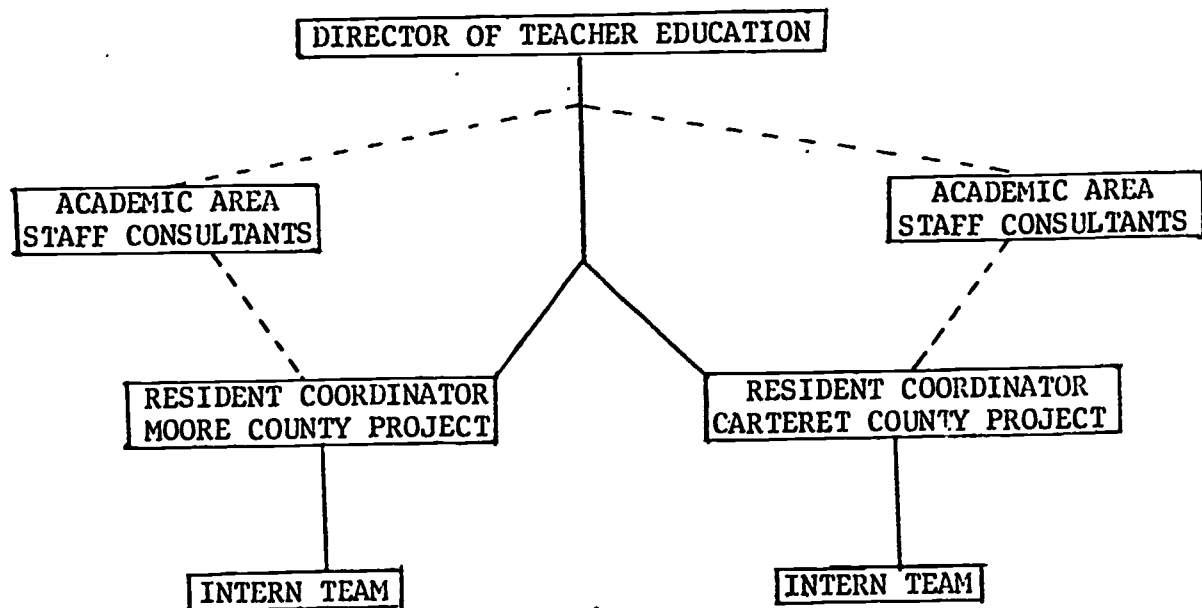 DIRECTOR OF TEACHER EDUCATION
ACADEMIC AREA
STAFF CONSULTANTS
ACADEMIC AREA
STAFF CONSULTANTS
RESIDENT COORDINATOR
MOORE COUNTY PROJECT
RESIDENT COORDINATOR
CARTERET COUNTY PROJECT
INTERN TEAM
INTERN TEAM